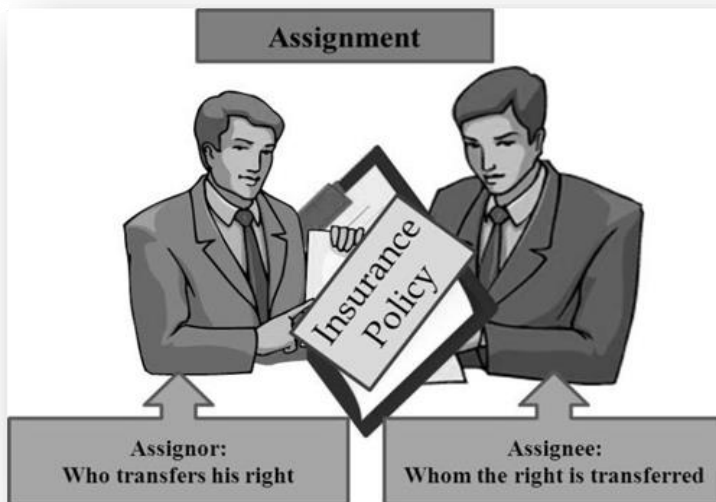 Assignment
Insurance
Policy
Assignor:
Who transfers his right
Assignee:
Whom the right is transferred